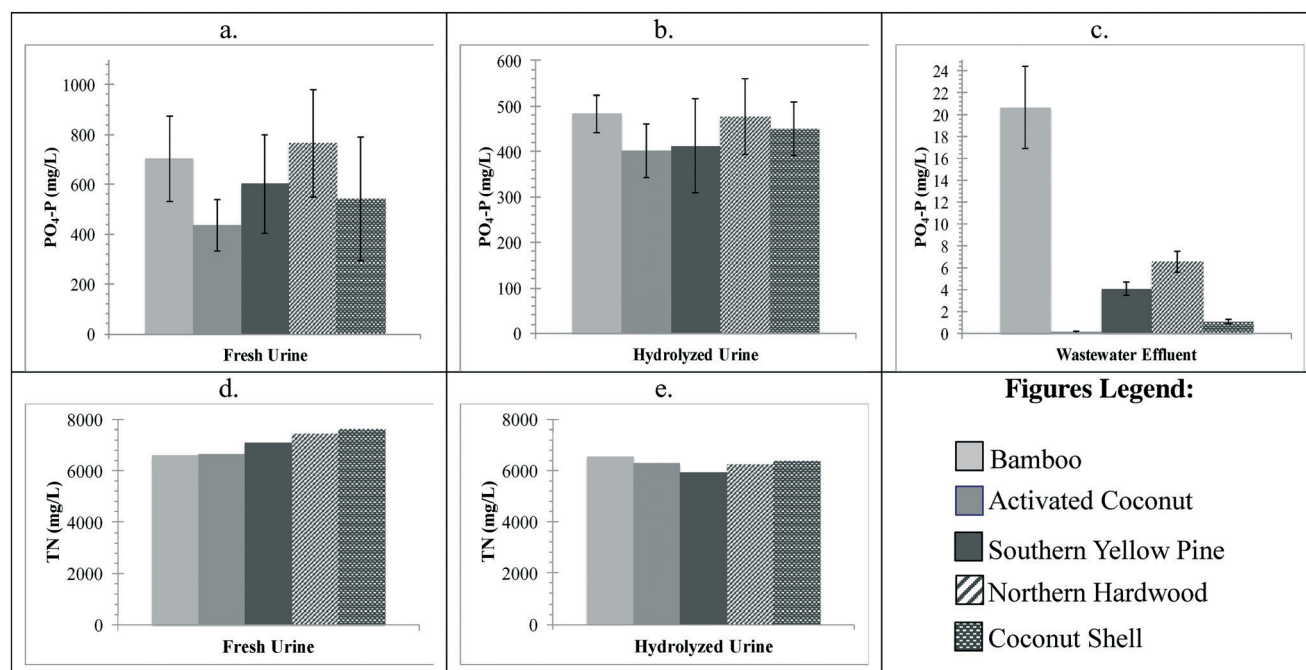 a.
PO₄-P (mg/L)
1000
800
600
400
200
0
Fresh Urine
b.
PO₄-P (mg/L)
600
500
400
300
200
100
0
Hydrolyzed Urine
c.
PO₄-P (mg/L)
24
22
20
18
16
14
12
10
8
6
4
2
0
Wastewater Effluent
d.
TN (mg/L)
8000
6000
4000
2000
0
Fresh Urine
e.
TN (mg/L)
8000
6000
4000
2000
0
Hydrolyzed Urine
Figures Legend:
Bamboo
Activated Coconut
Southern Yellow Pine
Northern Hardwood
Coconut Shell